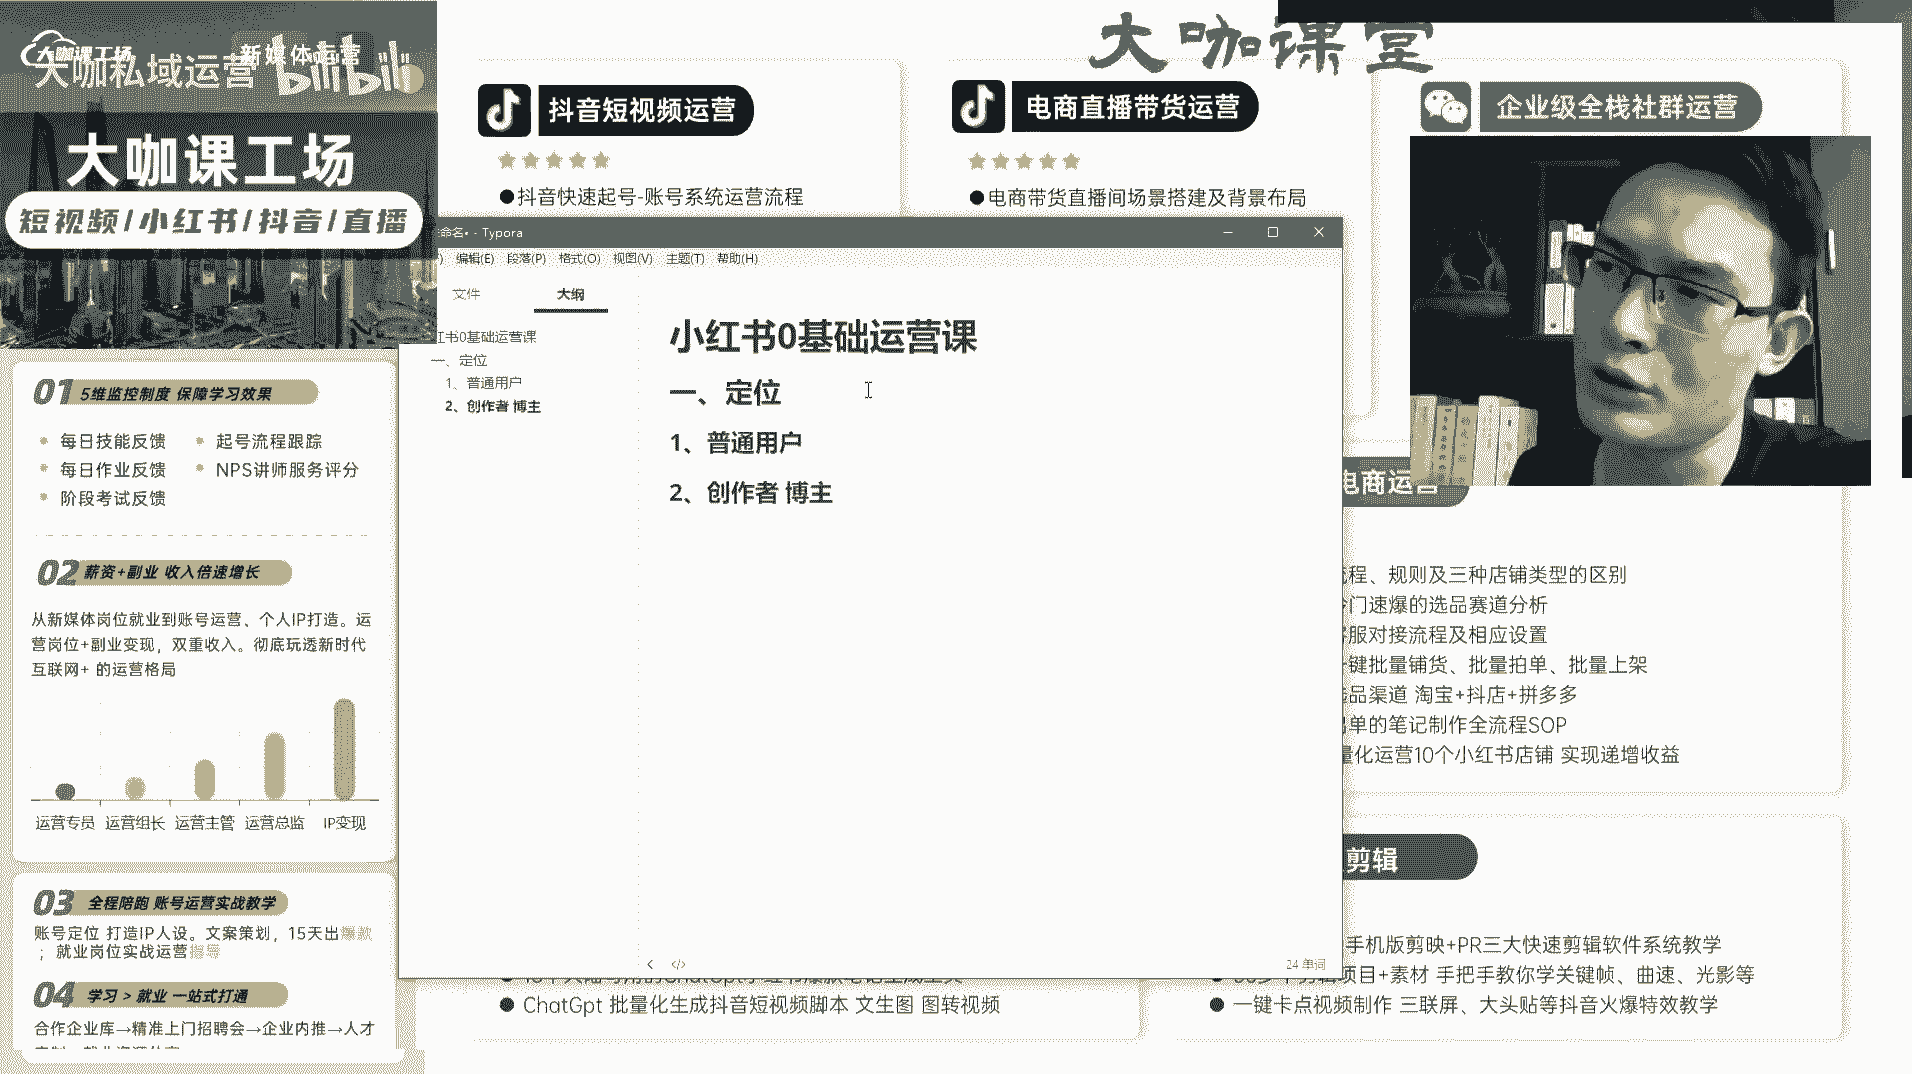 大咖课工场
大咖私域运营
新媒体运营
bilibili
大咖课工场
短视频/小红书/抖音/直播
01 5维监控制度 保障学习效果
每日技能反馈
起号流程跟踪
每日作业反馈
NPS讲师服务评分
阶段考试反馈
02 薪资+副业 收入倍速增长
从新媒体岗位就业到账号运营、个人IP打造。运
营岗位+副业变现，双重收入。彻底玩透新时代
互联网+ 的运营格局
运营专员 运营组长 运营主管 运营总监 IP变现
03 全程陪跑 账号运营实战教学
账号定位 打造IP人设。文案策划，15天出爆款
；就业岗位实战运营指导
04 学习 > 就业 一站式打通
合作企业库→精准上门招聘会→企业内推→人才
大咖课堂
抖音短视频运营
●抖音快速起号-账号系统运营流程
电商直播带货运营
●电商带货直播间场景搭建及背景布局
企业级全栈社群运营
命名• - Typora
) 编辑(E) 段落(P) 格式(O) 视图(V) 主题(T) 帮助(H)
文件 大纲
红书0基础运营课
一、定位
1、普通用户
2、创作者 博主
小红书0基础运营课
一、定位
1、普通用户
2、创作者 博主
24 单词
电商运营
流程、规则及三种店铺类型的区别
冷门速爆的选品赛道分析
客服对接流程及相应设置
一键批量铺货、批量拍单、批量上架
选品渠道 淘宝+抖店+拼多多
出单的笔记制作全流程SOP
量化运营10个小红书店铺 实现递增收益
剪辑
手机版剪映+PR三大快速剪辑软件系统教学
项目+素材 手把手教你学关键帧、曲速、光影等
● 一键卡点视频制作 三联屏、大头贴等抖音火爆特效教学
● ChatGpt 批量化生成抖音短视频脚本 文生图 图转视频